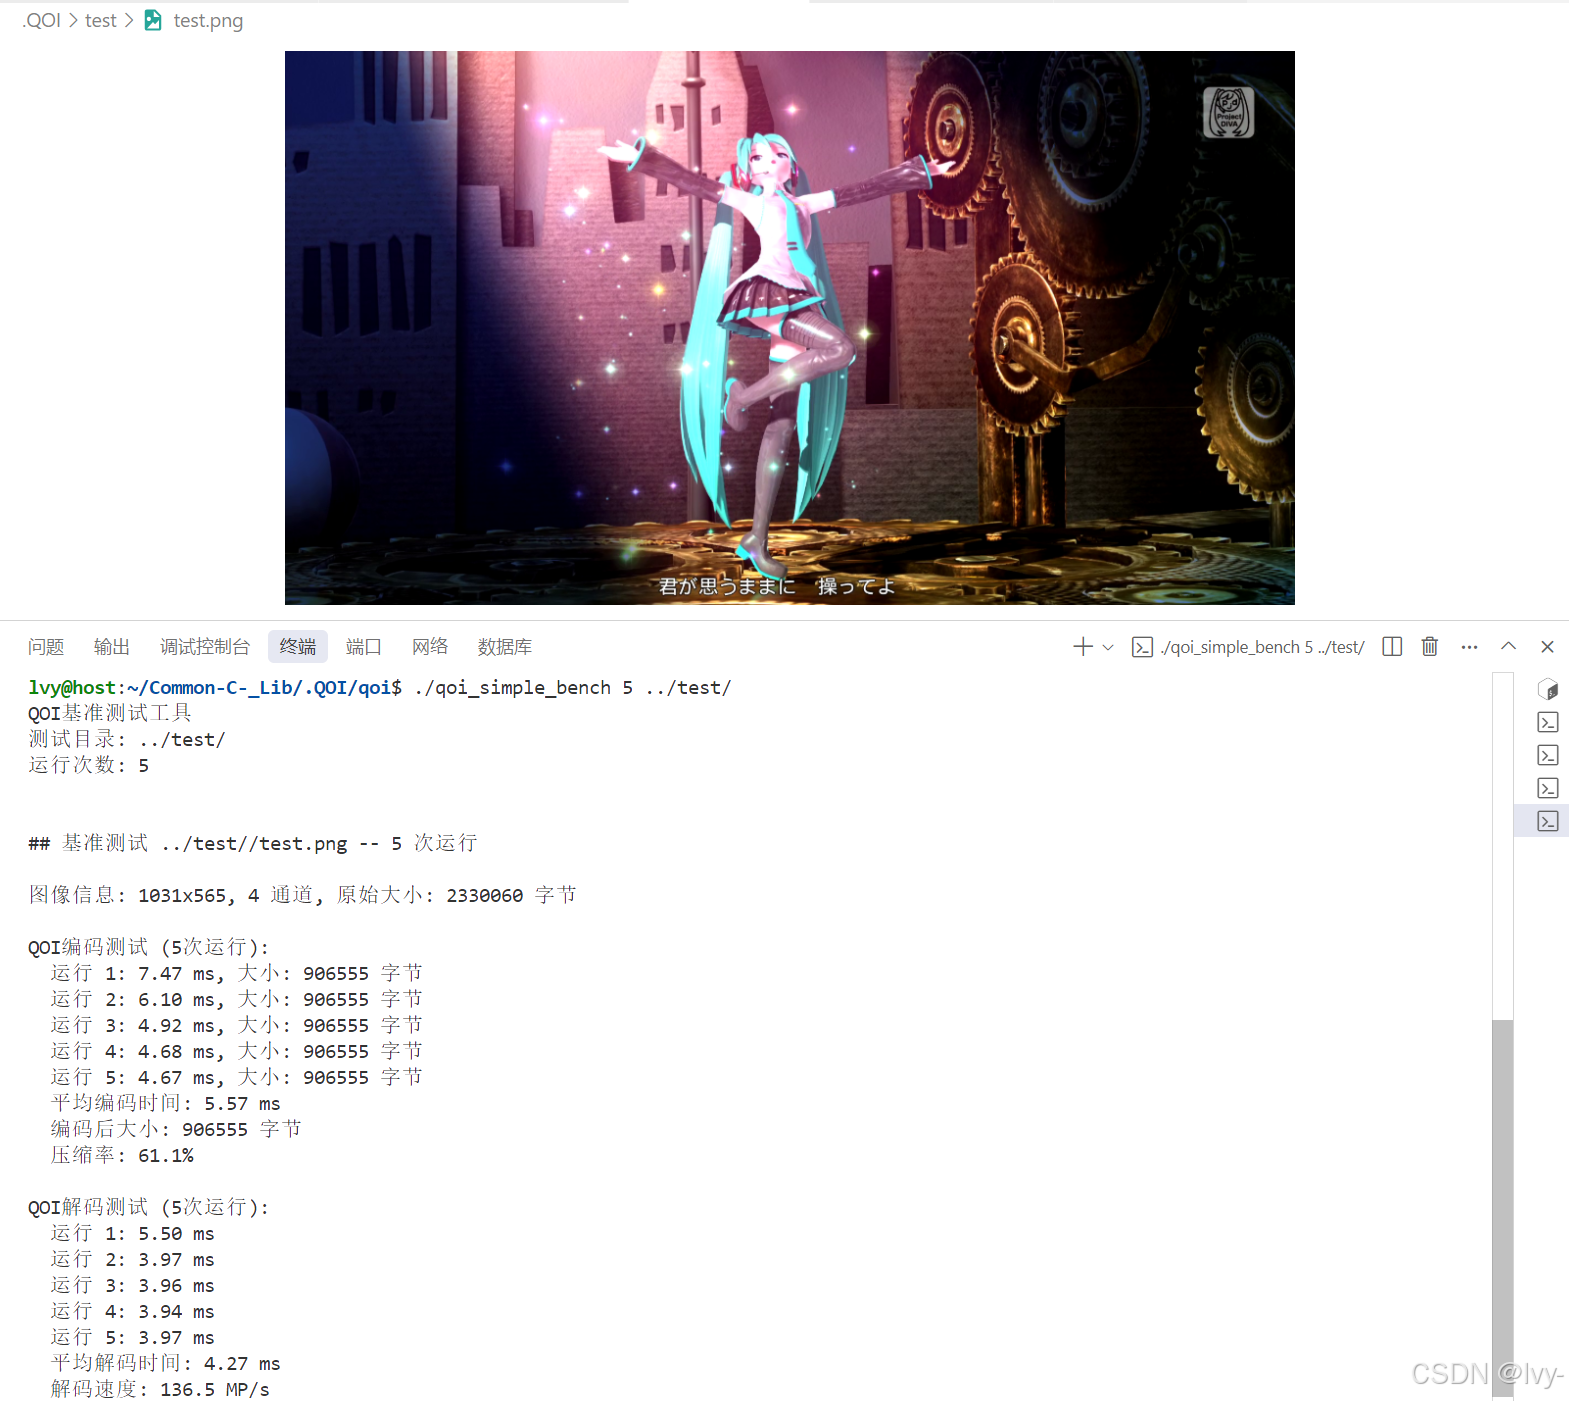 .QOI > test > test.png
Project
DIVA
君が思うままに 操ってよ
问题 输出 调试控制台 终端 端口 网络 数据库 ./qoi_simple_bench 5 ../test/
lvy@host:~/Common-C-_Lib/.QOI/qoi$ ./qoi_simple_bench 5 ../test/
QOI基准测试工具
测试目录: ../test/
运行次数: 5
## 基准测试 ../test//test.png -- 5 次运行
图像信息: 1031x565, 4 通道, 原始大小: 2330060 字节
QOI编码测试 (5次运行):
运行 1: 7.47 ms, 大小: 906555 字节
运行 2: 6.10 ms, 大小: 906555 字节
运行 3: 4.92 ms, 大小: 906555 字节
运行 4: 4.68 ms, 大小: 906555 字节
运行 5: 4.67 ms, 大小: 906555 字节
平均编码时间: 5.57 ms
编码后大小: 906555 字节
压缩率: 61.1%
QOI解码测试 (5次运行):
运行 1: 5.50 ms
运行 2: 3.97 ms
运行 3: 3.96 ms
运行 4: 3.94 ms
运行 5: 3.97 ms
平均解码时间: 4.27 ms
解码速度: 136.5 MP/s
CSDN @lvy-